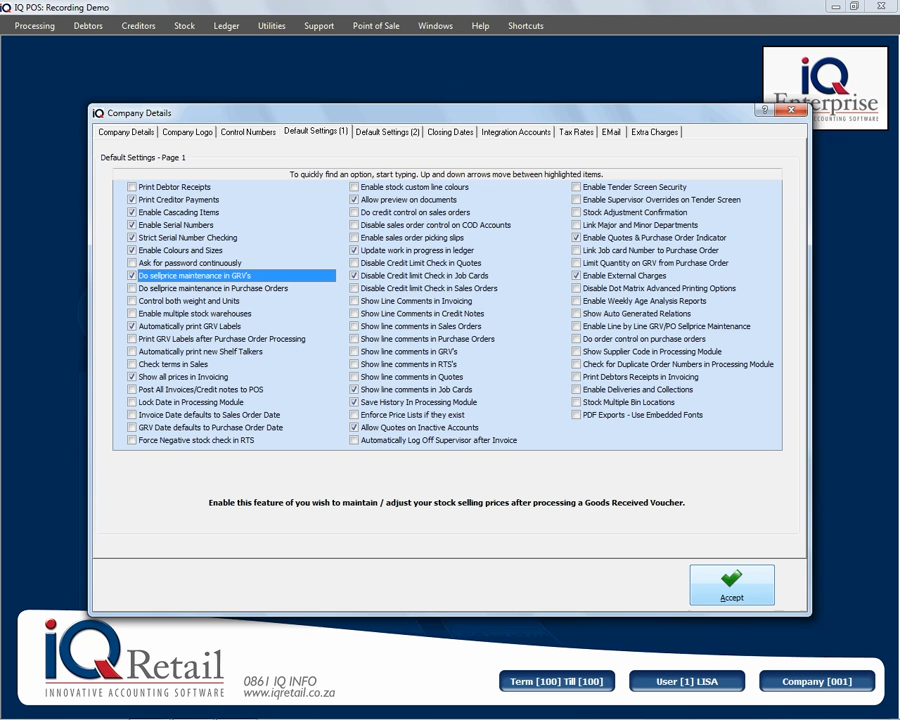 iQ IQ POS: Recording Demo
Processing Debtors Creditors Stock Ledger Utilities Support Point of Sale Windows Help Shortcuts
iQ
Enterprise
ACCOUNTING SOFTWARE
iQ Company Details
Company Details Company Logo Control Numbers Default Settings (1) Default Settings (2) Closing Dates Integration Accounts Tax Rates EMail Extra Charges
Default Settings - Page 1
To quickly find an option, start typing. Up and down arrows move between highlighted items.
Print Debtor Receipts
Print Creditor Payments
Enable Cascading Items
Enable Serial Numbers
Strict Serial Number Checking
Enable Colours and Sizes
Ask for password continuously
Do sellprice maintenance in GRV's
Do sellprice maintenance in Purchase Orders
Control both weight and Units
Enable multiple stock warehouses
Automatically print GRV Labels
Print GRV Labels after Purchase Order Processing
Automatically print new Shelf Talkers
Check terms in Sales
Show all prices in Invoicing
Post All Invoices/Credit notes to POS
Lock Date in Processing Module
Invoice Date defaults to Sales Order Date
GRV Date defaults to Purchase Order Date
Force Negative stock check in RTS
Enable stock custom line colours
Allow preview on documents
Do credit control on sales orders
Disable sales order control on COD Accounts
Enable sales order picking slips
Update work in progress in ledger
Disable Credit Limit Check in Quotes
Disable Credit limit Check in Job Cards
Disable Credit limit Check in Sales Orders
Show Line Comments in Invoicing
Show Line Comments in Credit Notes
Show line comments in Sales Orders
Show line comments in Purchase Orders
Show line comments in GRV's
Show line comments in RTS's
Show line comments in Quotes
Show line comments in Job Cards
Save History In Processing Module
Enforce Price Lists if they exist
Allow Quotes on Inactive Accounts
Automatically Log Off Supervisor after Invoice
Enable Tender Screen Security
Enable Supervisor Overrides on Tender Screen
Stock Adjustment Confirmation
Link Major and Minor Departments
Enable Quotes & Purchase Order Indicator
Link Job card Number to Purchase Order
Limit Quantity on GRV from Purchase Order
Enable External Charges
Disable Dot Matrix Advanced Printing Options
Enable Weekly Age Analysis Reports
Show Auto Generated Relations
Enable Line by Line GRV/PO Sellprice Maintenance
Do order control on purchase orders
Show Supplier Code in Processing Module
Check for Duplicate Order Numbers in Processing Module
Print Debtors Receipts in Invoicing
Enable Deliveries and Collections
Stock Multiple Bin Locations
PDF Exports - Use Embedded Fonts
Enable this feature of you wish to maintain / adjust your stock selling prices after processing a Goods Received Voucher.
Accept
iQ Retail
INNOVATIVE ACCOUNTING SOFTWARE
0861 IQ INFO
www.iqretail.co.za
Term [100] Till [100] User [1] LISA Company [001]